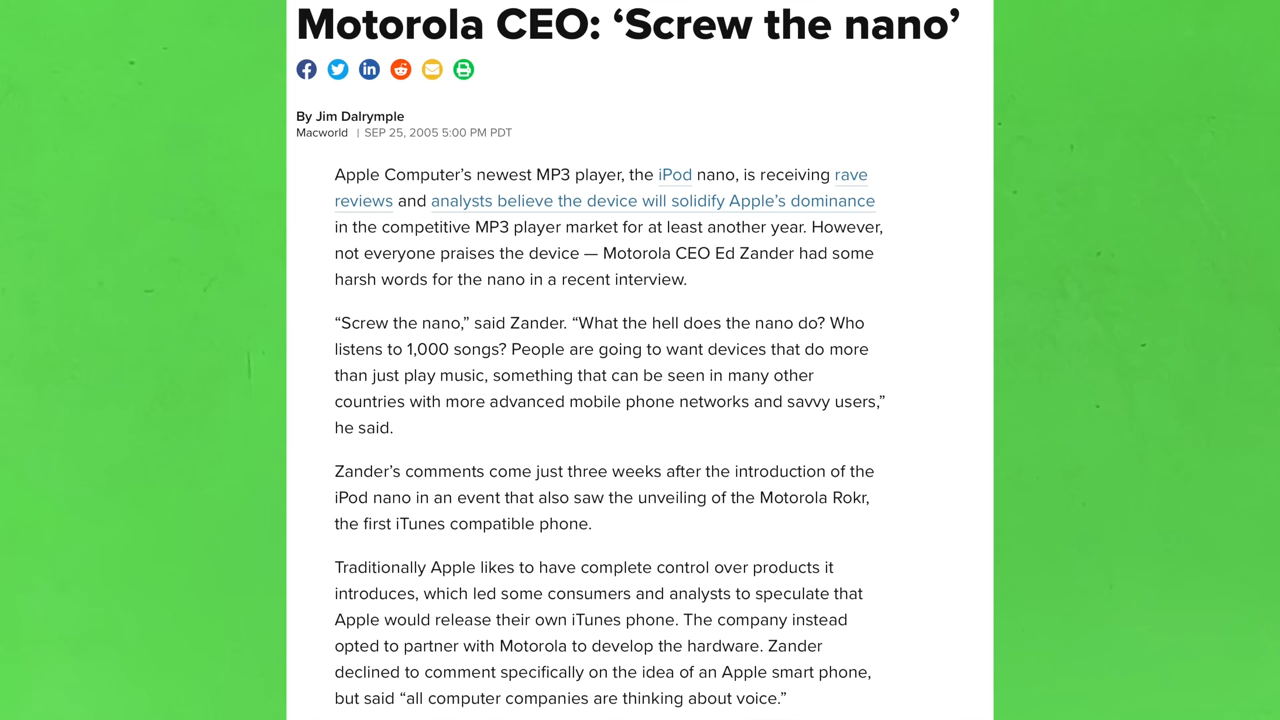 Motorola CEO: ‘Screw the nano’
By Jim Dalrymple
Macworld | SEP 25, 2005 5:00 PM PDT
Apple Computer’s newest MP3 player, the iPod nano, is receiving rave
reviews and analysts believe the device will solidify Apple’s dominance
in the competitive MP3 player market for at least another year. However,
not everyone praises the device — Motorola CEO Ed Zander had some
harsh words for the nano in a recent interview.
“Screw the nano,” said Zander. “What the hell does the nano do? Who
listens to 1,000 songs? People are going to want devices that do more
than just play music, something that can be seen in many other
countries with more advanced mobile phone networks and savvy users,”
he said.
Zander’s comments come just three weeks after the introduction of the
iPod nano in an event that also saw the unveiling of the Motorola Rokr,
the first iTunes compatible phone.
Traditionally Apple likes to have complete control over products it
introduces, which led some consumers and analysts to speculate that
Apple would release their own iTunes phone. The company instead
opted to partner with Motorola to develop the hardware. Zander
declined to comment specifically on the idea of an Apple smart phone,
but said “all computer companies are thinking about voice.”